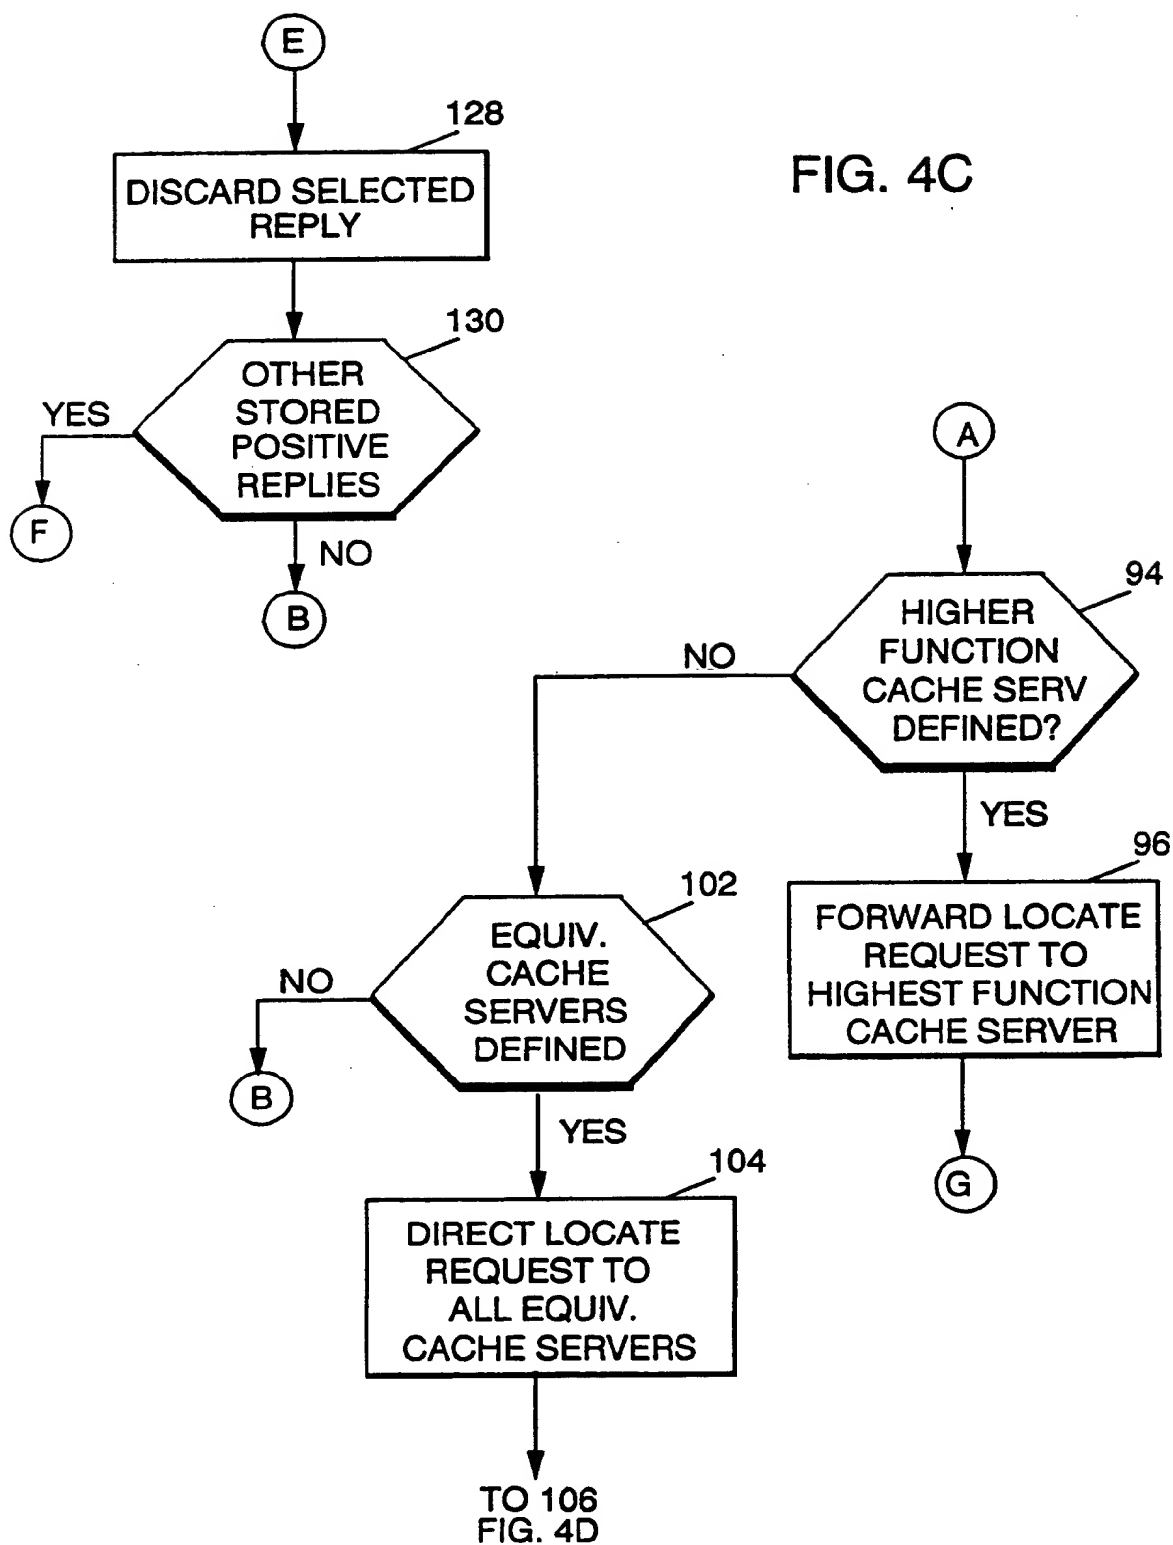 E
128
DISCARD SELECTED
REPLY
FIG. 4C
130
OTHER
STORED
POSITIVE
REPLIES
YES
F
NO
B
A
94
HIGHER
FUNCTION
CACHE SERV
DEFINED?
NO
YES
96
FORWARD LOCATE
REQUEST TO
HIGHEST FUNCTION
CACHE SERVER
G
102
EQUIV.
CACHE
SERVERS
DEFINED
NO
B
YES
104
DIRECT LOCATE
REQUEST TO
ALL EQUIV.
CACHE SERVERS
TO 106
FIG. 4D